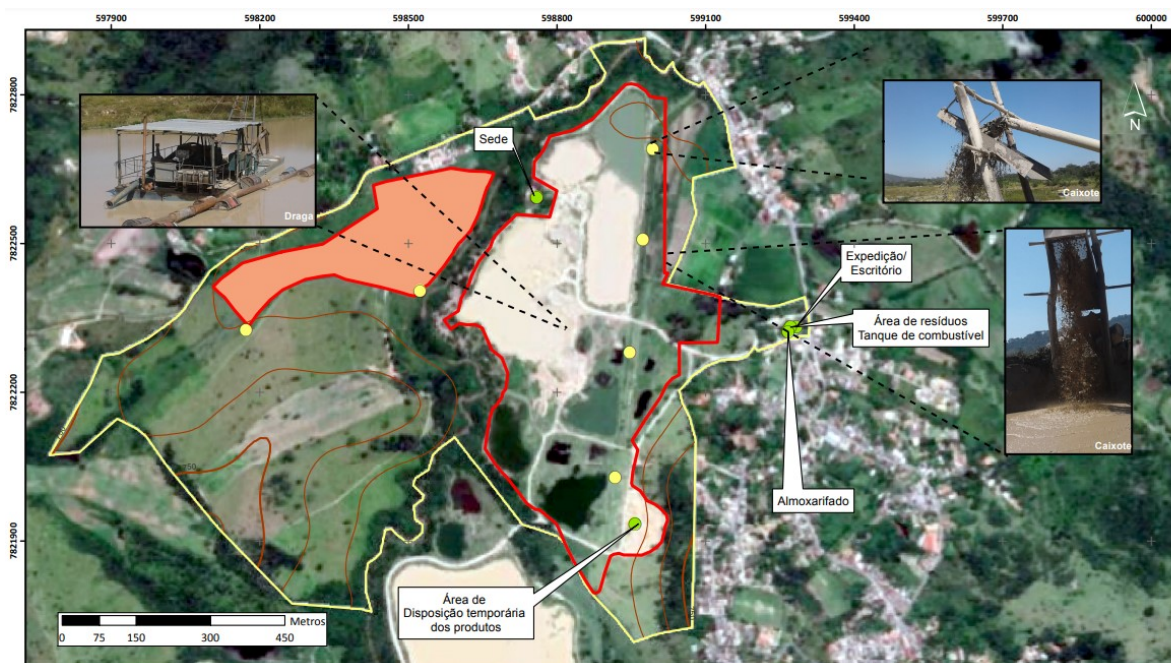 597900
598200
598500
598800
599100
599400
599700
600000
7822800
7822500
7822200
7821900
Draga
Sede
Caixote
N
Expedição/
Escritório
Área de resíduos
Tanque de combustível
Caixote
Almoxarifado
Área de
Disposição temporária
dos produtos
Metros
0 75 150 300 450